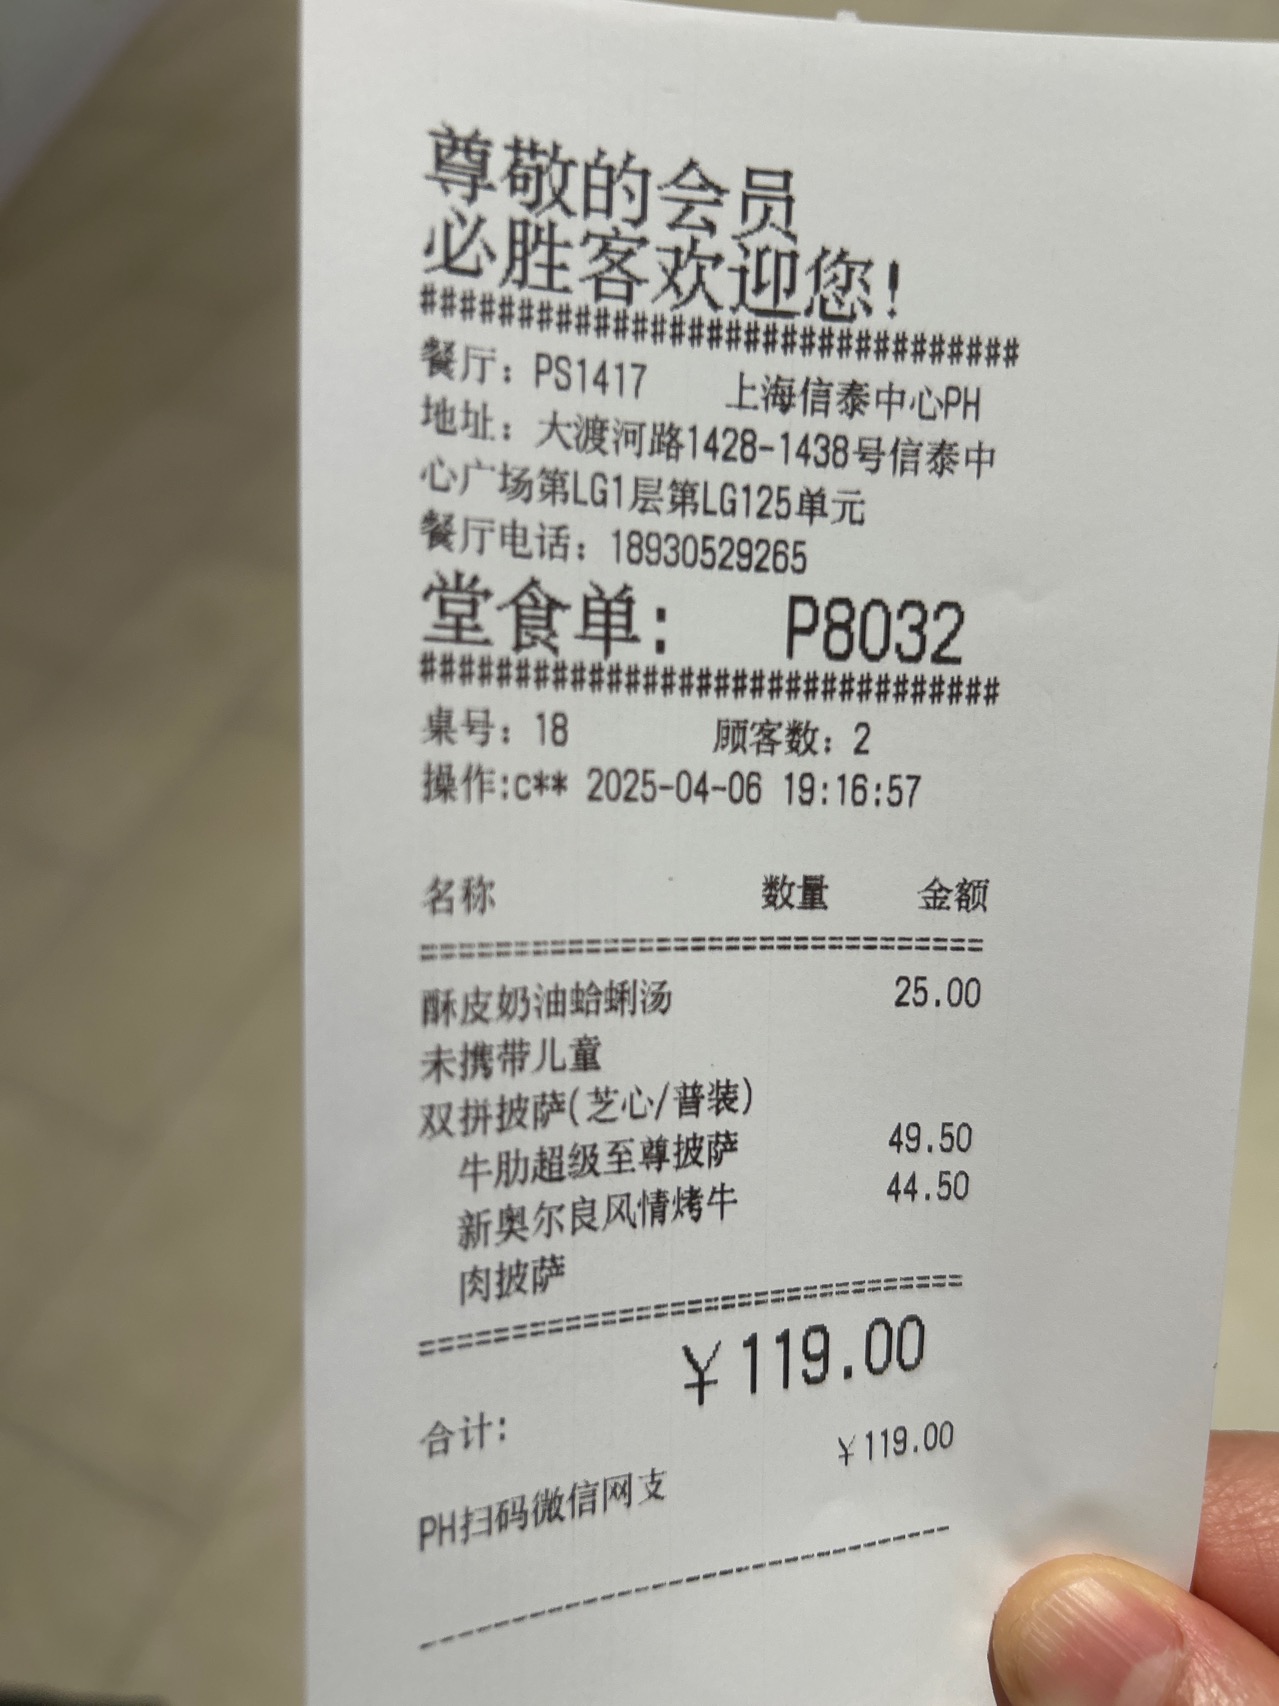 尊敬的会员
必胜客欢迎您!
################################
餐厅：PS1417 上海信泰中心PH
地址：大渡河路1428-1438号信泰中
心广场第LG1层第LG125单元
餐厅电话：18930529265
堂食单: P8032
###############################
桌号：18 顾客数：2
操作:c** 2025-04-06 19:16:57
名称 数量 金额
================================
酥皮奶油蛤蜊汤 25.00
未携带儿童
双拼披萨(芝心/普装)
牛肋超级至尊披萨 49.50
新奥尔良风情烤牛 44.50
肉披萨
================================
合计: ￥119.00
PH扫码微信网支 ￥119.00
--------------------------------